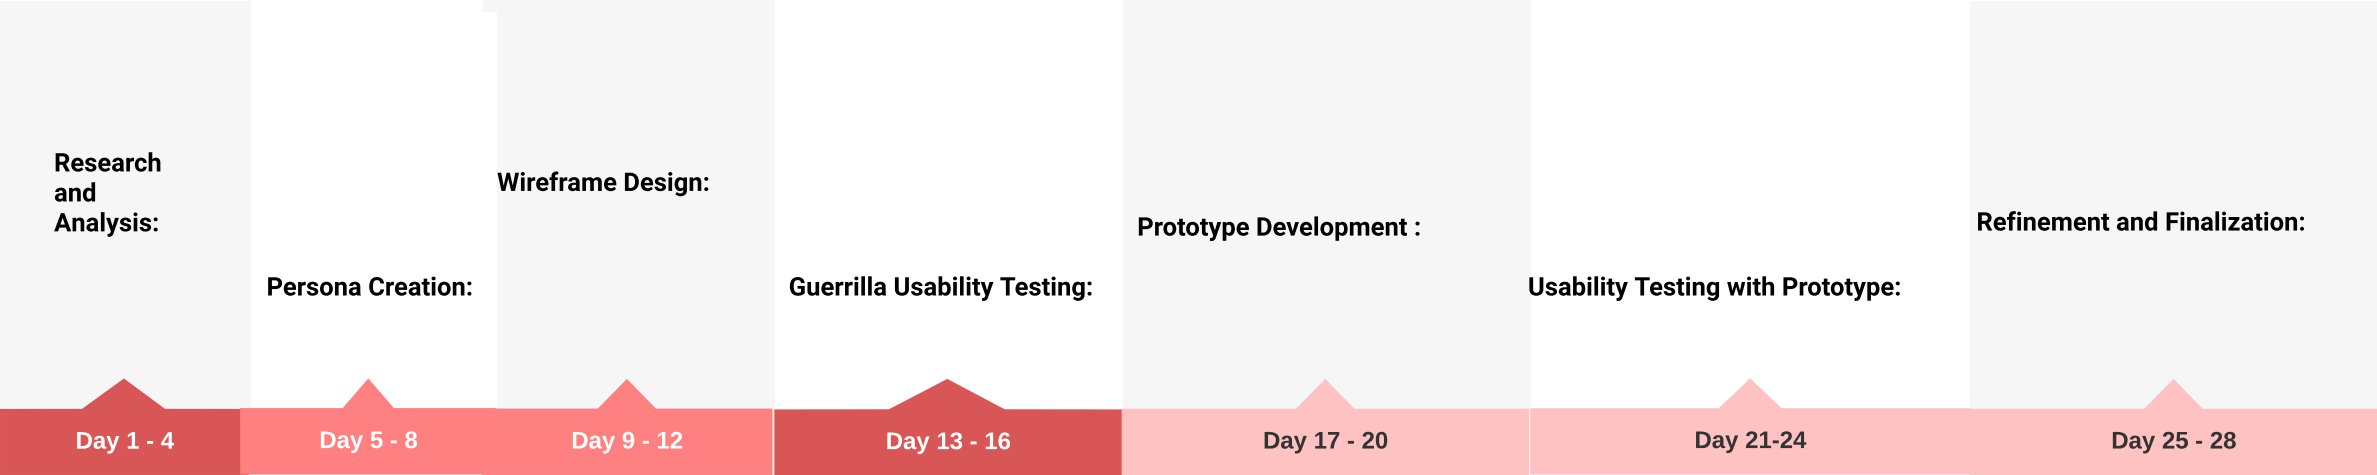 Research
and
Analysis:
Persona Creation:
Wireframe Design:
Guerrilla Usability Testing:
Prototype Development :
Usability Testing with Prototype:
Refinement and Finalization:
Day 1 - 4
Day 5 - 8
Day 9 - 12
Day 13 - 16
Day 17 - 20
Day 21-24
Day 25 - 28